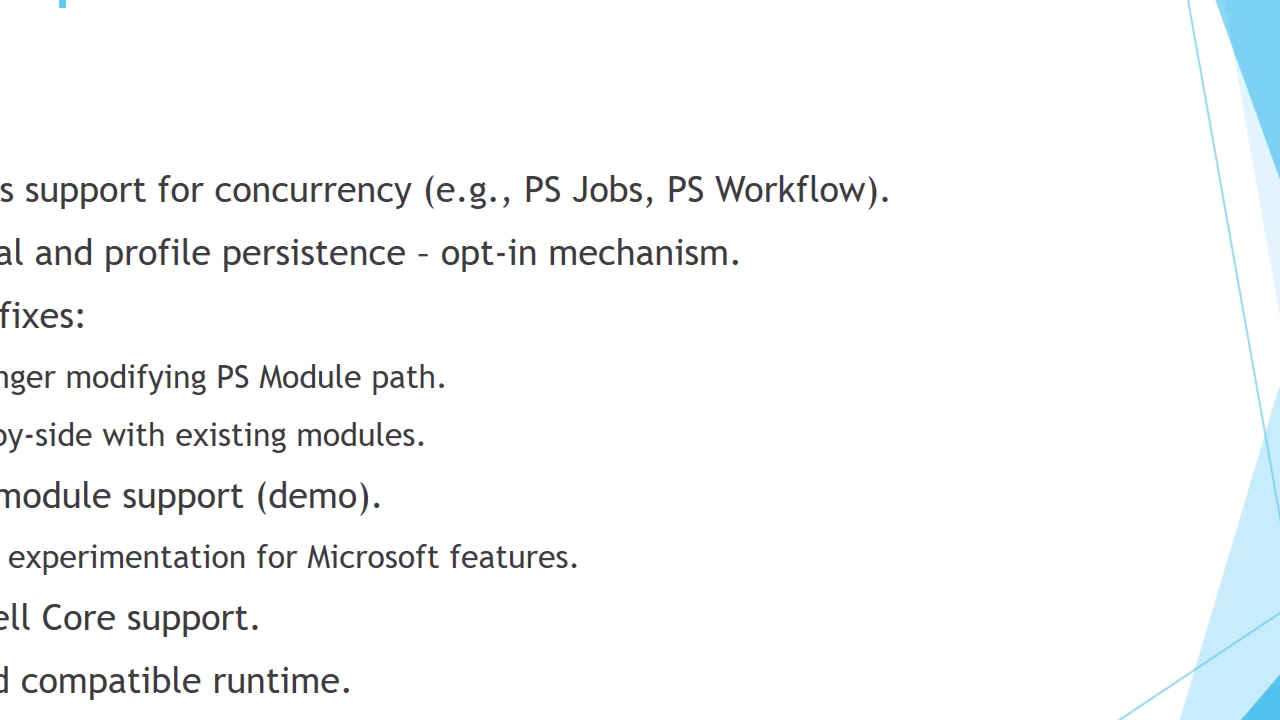 s support for concurrency (e.g., PS Jobs, PS Workflow).
al and profile persistence – opt-in mechanism.
fixes:
nger modifying PS Module path.
by-side with existing modules.
module support (demo).
experimentation for Microsoft features.
ell Core support.
d compatible runtime.